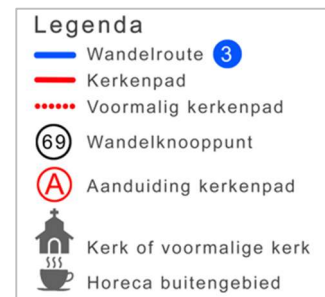 Legenda
Wandelroute 3
Kerkenpad
Voormalig kerkenpad
69 Wandelknooppunt
A Aanduiding kerkenpad
Kerk of voormalige kerk
Horeca buitengebied